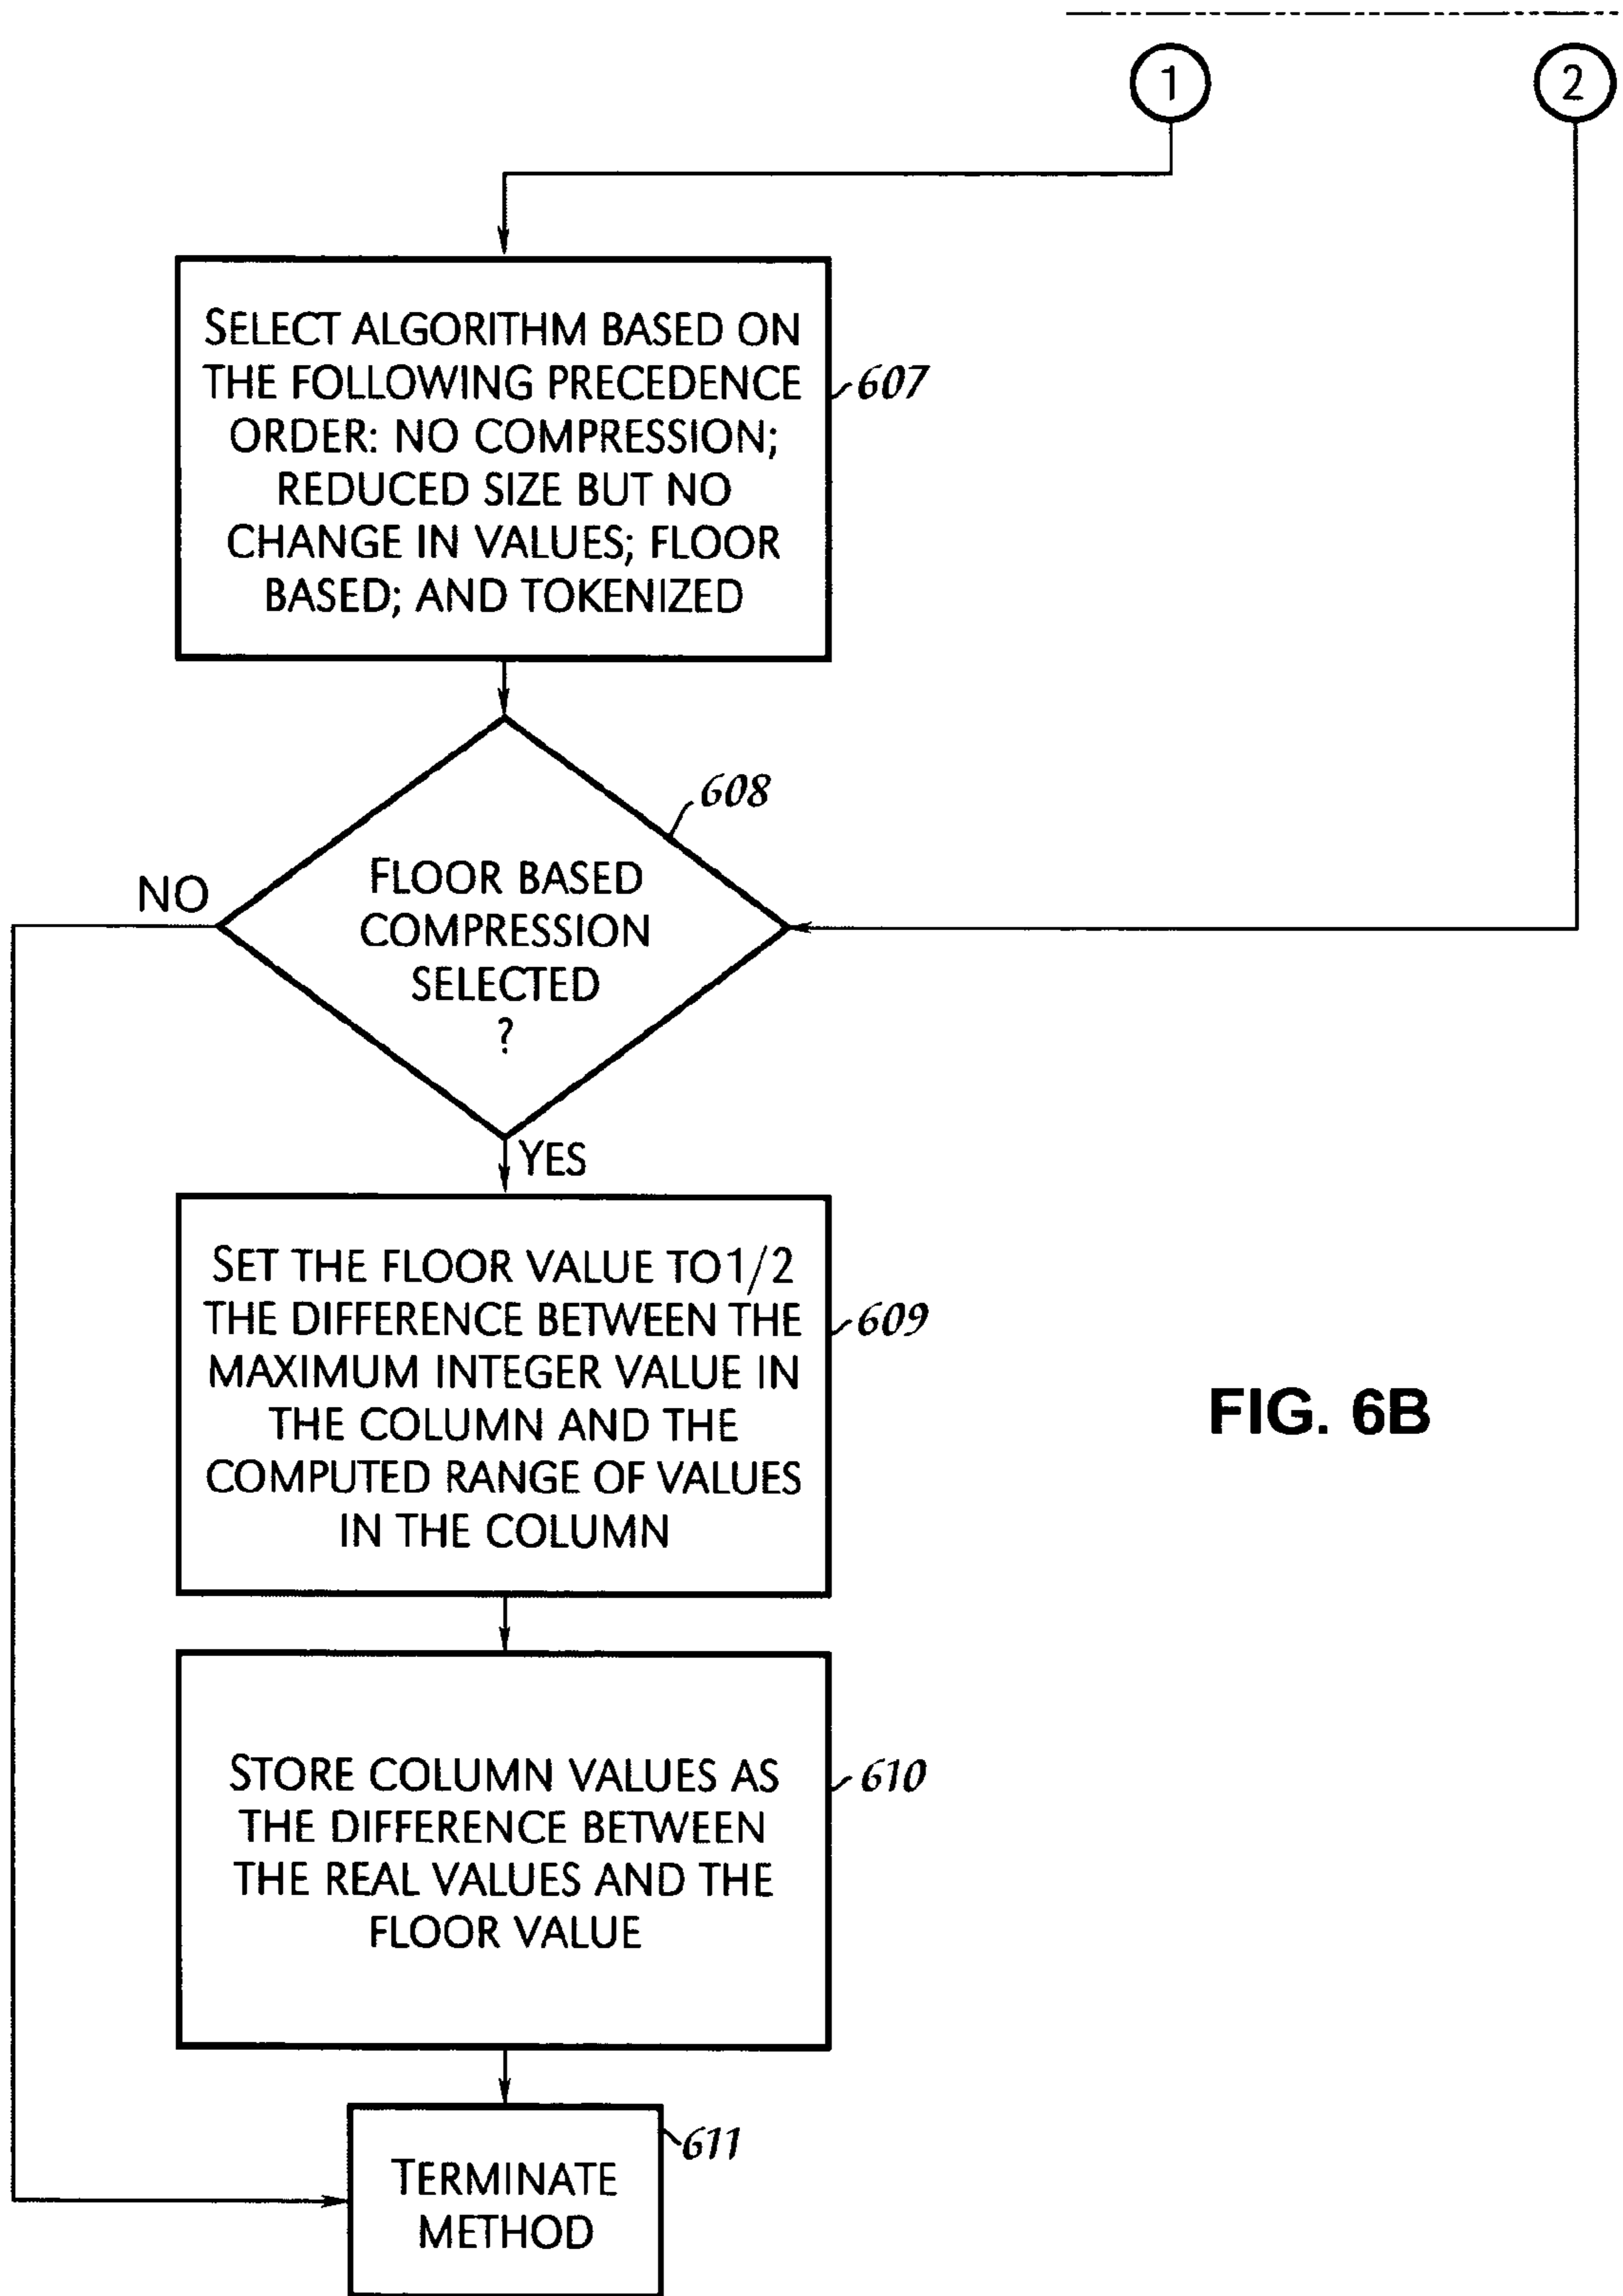 1
2
SELECT ALGORITHM BASED ON
THE FOLLOWING PRECEDENCE
ORDER: NO COMPRESSION;
REDUCED SIZE BUT NO
CHANGE IN VALUES; FLOOR
BASED; AND TOKENIZED
607
608
NO
FLOOR BASED
COMPRESSION
SELECTED
?
YES
SET THE FLOOR VALUE TO 1/2
THE DIFFERENCE BETWEEN THE
MAXIMUM INTEGER VALUE IN
THE COLUMN AND THE
COMPUTED RANGE OF VALUES
IN THE COLUMN
609
FIG. 6B
STORE COLUMN VALUES AS
THE DIFFERENCE BETWEEN
THE REAL VALUES AND THE
FLOOR VALUE
610
611
TERMINATE
METHOD